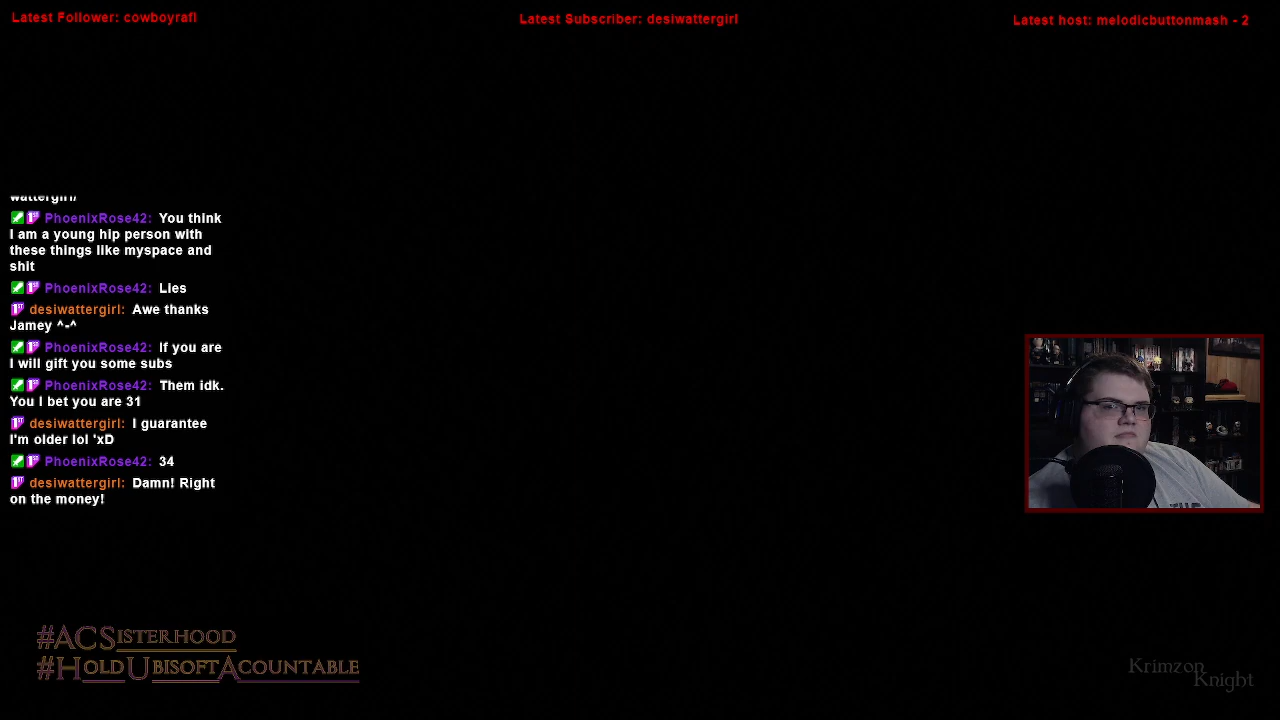 Latest Follower: cowboyrafl
Latest Subscriber: desiwattergirl
Latest host: melodicbuttonmash - 2
wattergirl/
PhoenixRose42: You think
I am a young hip person with
these things like myspace and
shit
PhoenixRose42: Lies
desiwattergirl: Awe thanks
Jamey ^-^
PhoenixRose42: If you are
I will gift you some subs
PhoenixRose42: Them idk.
You I bet you are 31
desiwattergirl: I guarantee
I'm older lol 'xD
PhoenixRose42: 34
desiwattergirl: Damn! Right
on the money!
#ACSisterhood
#HoldUbisoftAcountable
Krimzon
Knight